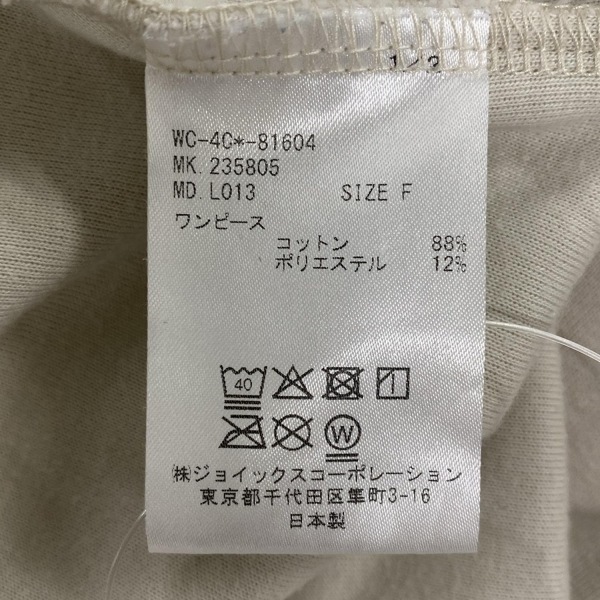 1/2
WC-4C*-81604
MK. 235805
MD. L013 SIZE F
ワンピース
コットン 88%
ポリエステル 12%
40
W
㈱ジョイックスコーポレーション
東京都千代田区隼町3-16
日本製